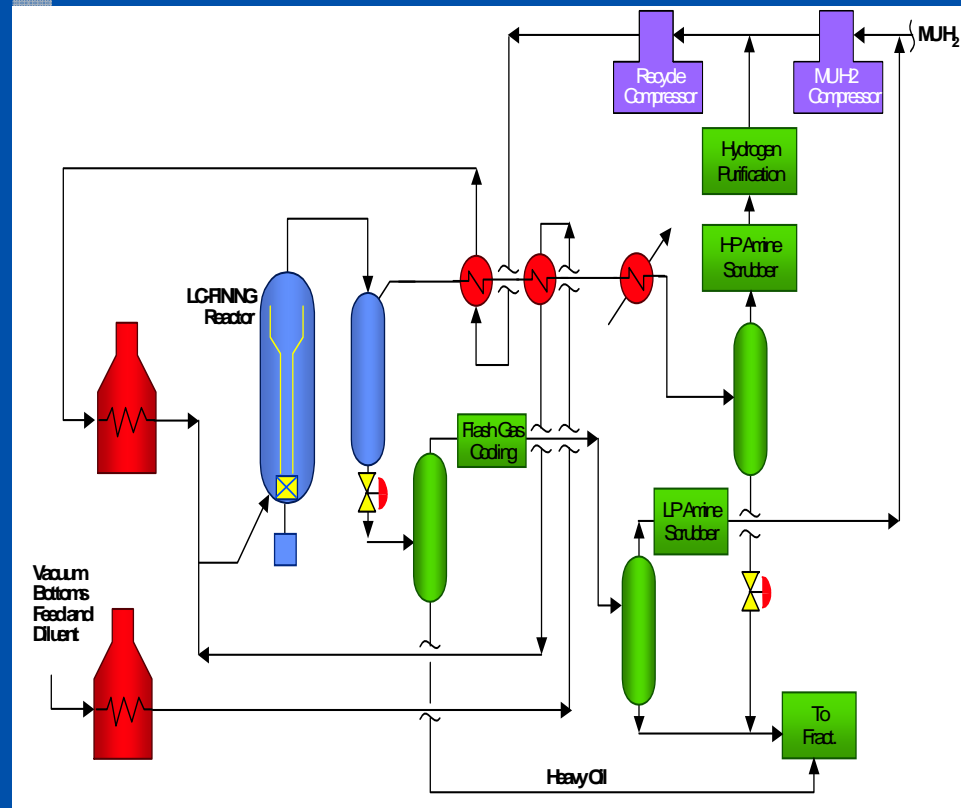 MUH2
Recycle
Compressor
MUH2
Compressor
Hydrogen
Purification
HP Amine
Scrubber
LC-FINING
Reactor
Flash Gas
Cooling
LP Amine
Scrubber
Vacuum
Bottoms
Feed and
Diluent
To
Fract.
Heavy Oil